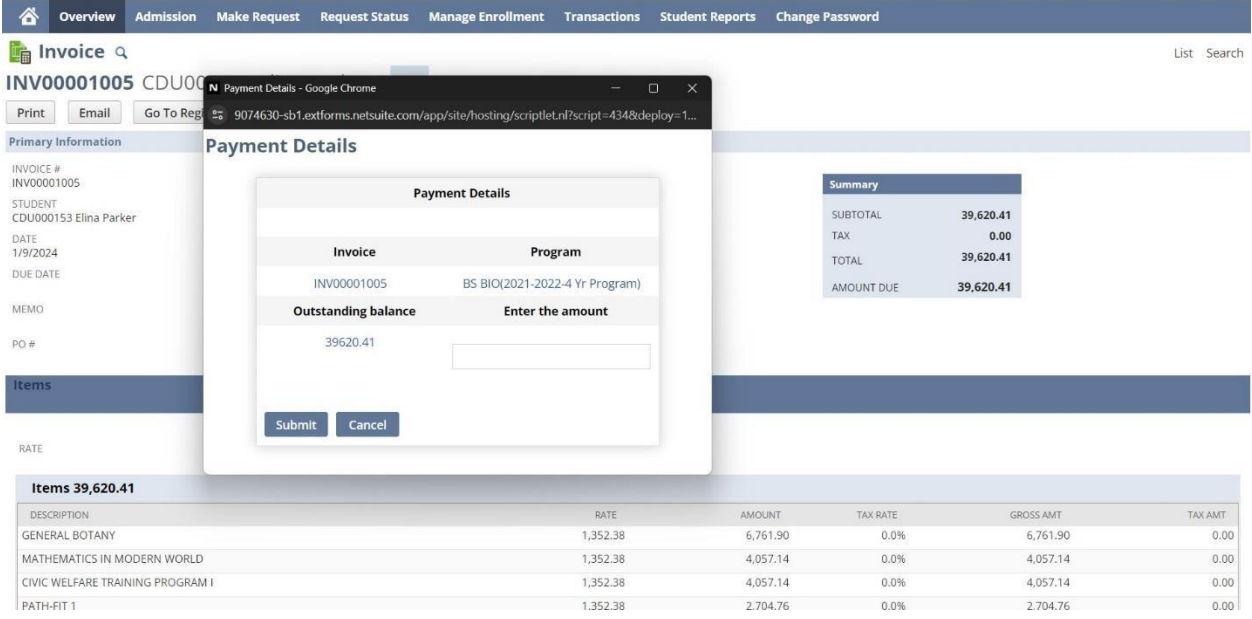 Overview Admission Make Request Request Status Manage Enrollment Transactions Student Reports Change Password
Invoice
List Search
INV00001005 CDU00
Print Email Go To Regi
Primary Information
INVOICE #
INV00001005
STUDENT
CDU000153 Elina Parker
DATE
1/9/2024
DUE DATE
MEMO
PO #
N Payment Details - Google Chrome
9074630-sb1.extforms.netsuite.com/app/site/hosting/scriptlet.nl?script=434&deploy=1...
Payment Details
Payment Details
Invoice Program
INV00001005 BS BIO(2021-2022-4 Yr Program)
Outstanding balance Enter the amount
39620.41
Submit Cancel
Summary
SUBTOTAL 39,620.41
TAX 0.00
TOTAL 39,620.41
AMOUNT DUE 39,620.41
Items
RATE
Items 39,620.41
DESCRIPTION RATE AMOUNT TAX RATE GROSS AMT TAX AMT
GENERAL BOTANY 1,352.38 6,761.90 0.0% 6,761.90 0.00
MATHEMATICS IN MODERN WORLD 1,352.38 4,057.14 0.0% 4,057.14 0.00
CIVIC WELFARE TRAINING PROGRAM I 1,352.38 4,057.14 0.0% 4,057.14 0.00
PATH-FIT 1 1,352.38 2,704.76 0.0% 2,704.76 0.00